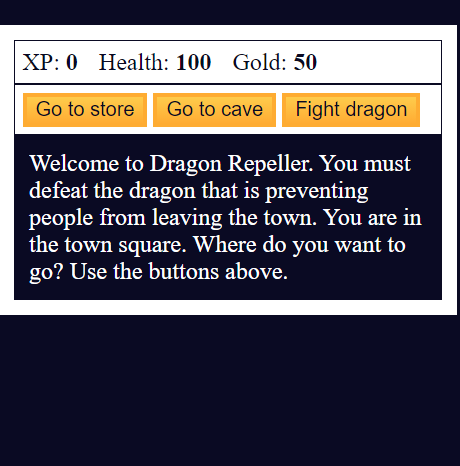 XP: 0 Health: 100 Gold: 50
Go to store Go to cave Fight dragon
Welcome to Dragon Repeller. You must
defeat the dragon that is preventing
people from leaving the town. You are in
the town square. Where do you want to
go? Use the buttons above.